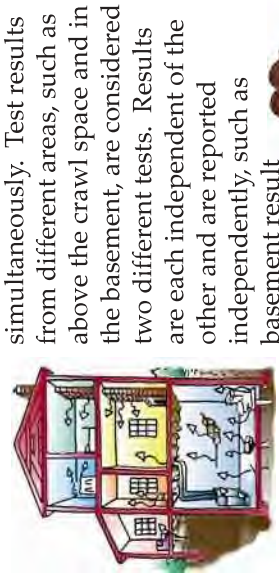 simultaneously. Test results
from different areas, such as
above the crawl space and in
the basement, are considered
two different tests. Results
are each independent of the
other and are reported
independently, such as
basement result